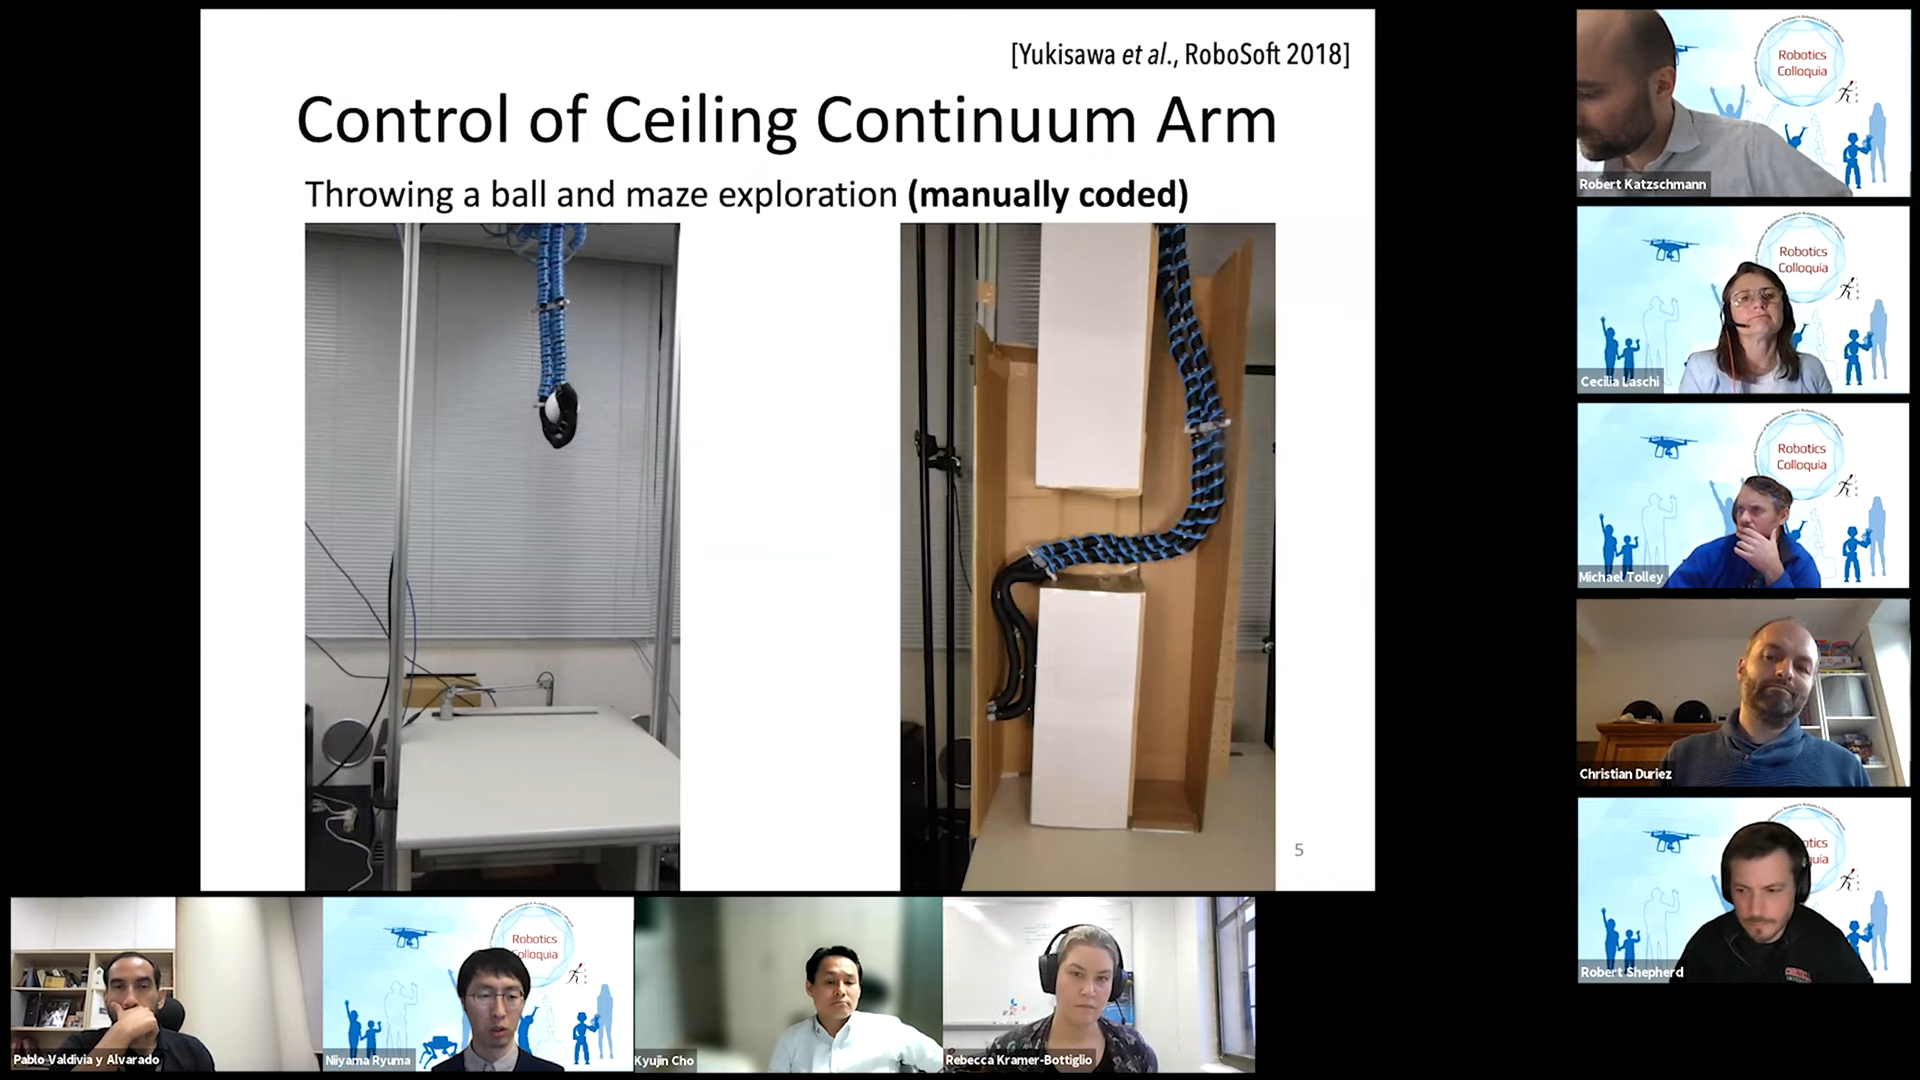 [Yukisawa et al., RoboSoft 2018]
Control of Ceiling Continuum Arm
Throwing a ball and maze exploration (manually coded)
5
Robotics
Colloquia
Robert Katzschmann
Robotics
Colloquia
Cecilia Laschi
Robotics
Colloquia
Michael Tolley
Christian Duriez
Robert Shepherd
Pablo Valdivia y Alvarado
Robotics
Colloquia
Niiyama Ryuma
Kyujin Cho
Rebecca Kramer-Bottiglio